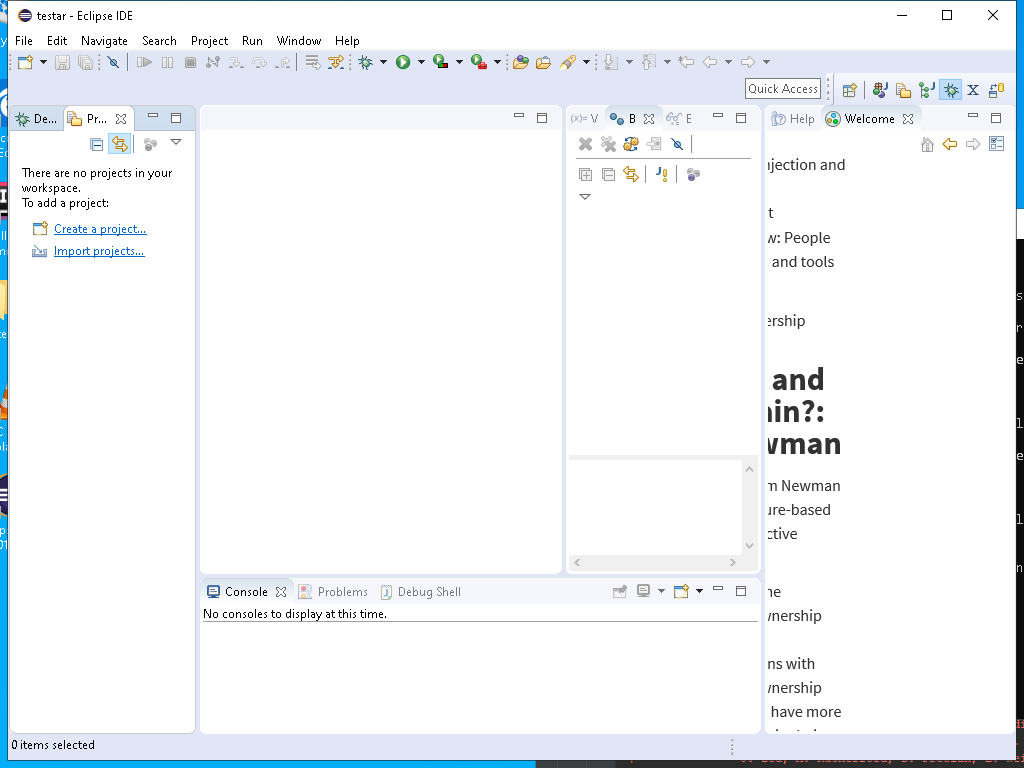 testar - Eclipse IDE
File Edit Navigate Search Project Run Window Help
Quick Access
De...
Pr...
(x)= V
B
E
Help
Welcome
There are no projects in your
workspace.
To add a project:
Create a project...
Import projects...
njection and
t
w: People
and tools
ership
and
ain?:
wman
m Newman
ure-based
ctive
ne
wnership
ns with
wnership
have more
Console
Problems
Debug Shell
No consoles to display at this time.
0 items selected